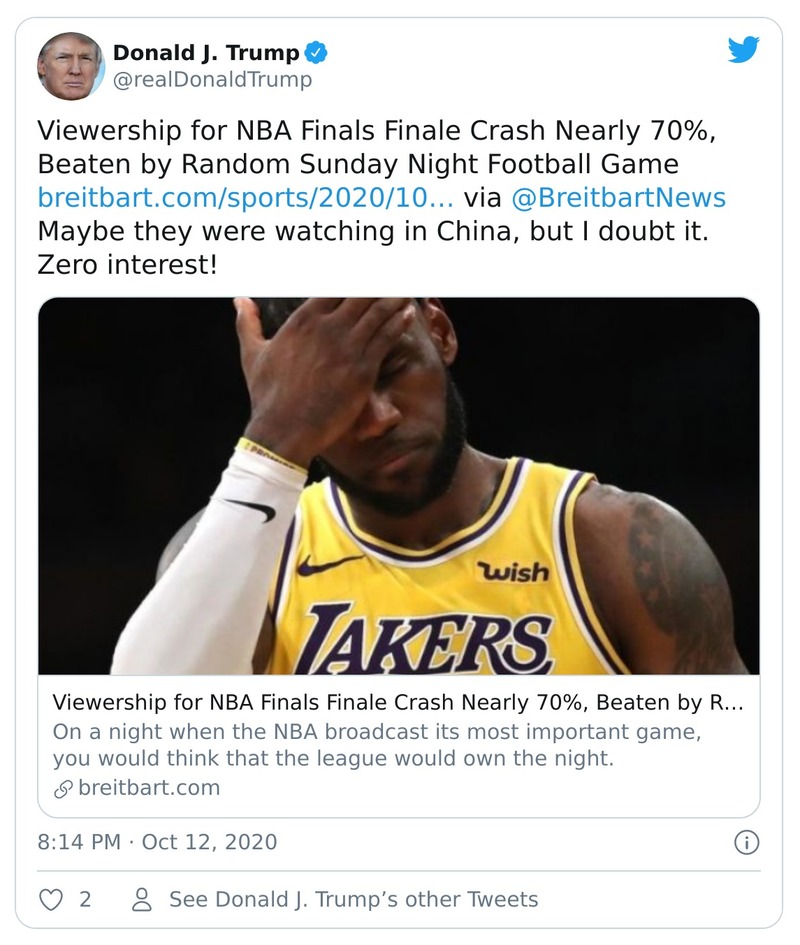 Donald J. Trump
@realDonaldTrump
Viewership for NBA Finals Finale Crash Nearly 70%,
Beaten by Random Sunday Night Football Game
breitbart.com/sports/2020/10… via @BreitbartNews
Maybe they were watching in China, but I doubt it.
Zero interest!
wish
LAKERS
Viewership for NBA Finals Finale Crash Nearly 70%, Beaten by R…
On a night when the NBA broadcast its most important game,
you would think that the league would own the night.
breitbart.com
8:14 PM · Oct 12, 2020
2 See Donald J. Trump’s other Tweets